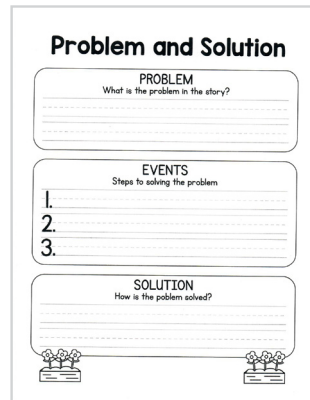 Problem and Solution
PROBLEM
What is the problem in the story?
EVENTS
Steps to solving the problem
1.
2.
3.
SOLUTION
How is the poblem solved?